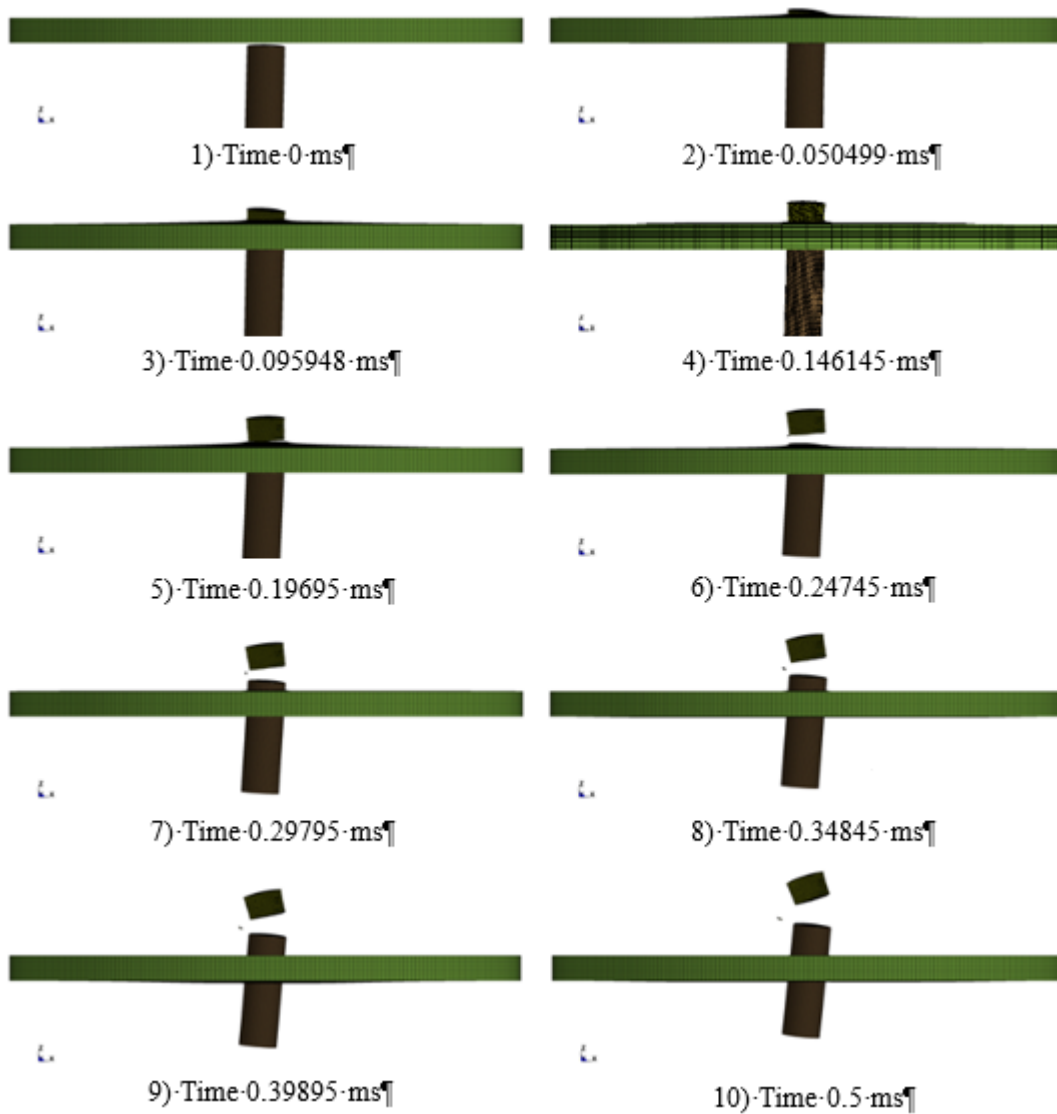 1)·Time·0·ms¶
2)·Time·0.050499·ms¶
3)·Time·0.095948·ms¶
4)·Time·0.146145·ms¶
5)·Time·0.19695·ms¶
6)·Time·0.24745·ms¶
7)·Time·0.29795·ms¶
8)·Time·0.34845·ms¶
9)·Time·0.39895·ms¶
10)·Time·0.5·ms¶